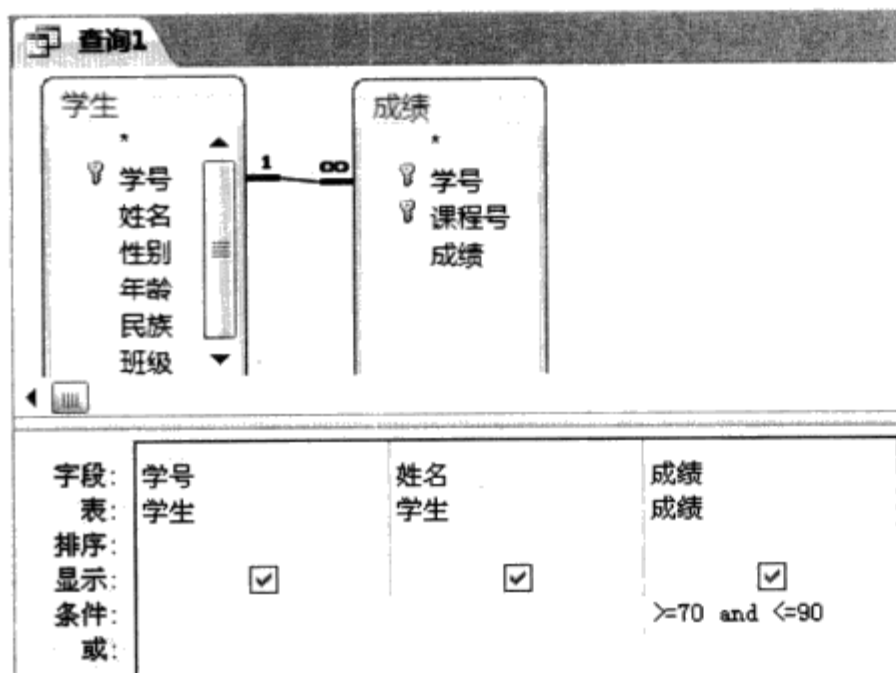 查询1
学生
*
学号
姓名
性别
年龄
民族
班级
1 ∞
成绩
*
学号
课程号
成绩
字段: 学号 姓名 成绩
表: 学生 学生 成绩
排序:
显示:
条件: >=70 and <=90
或: